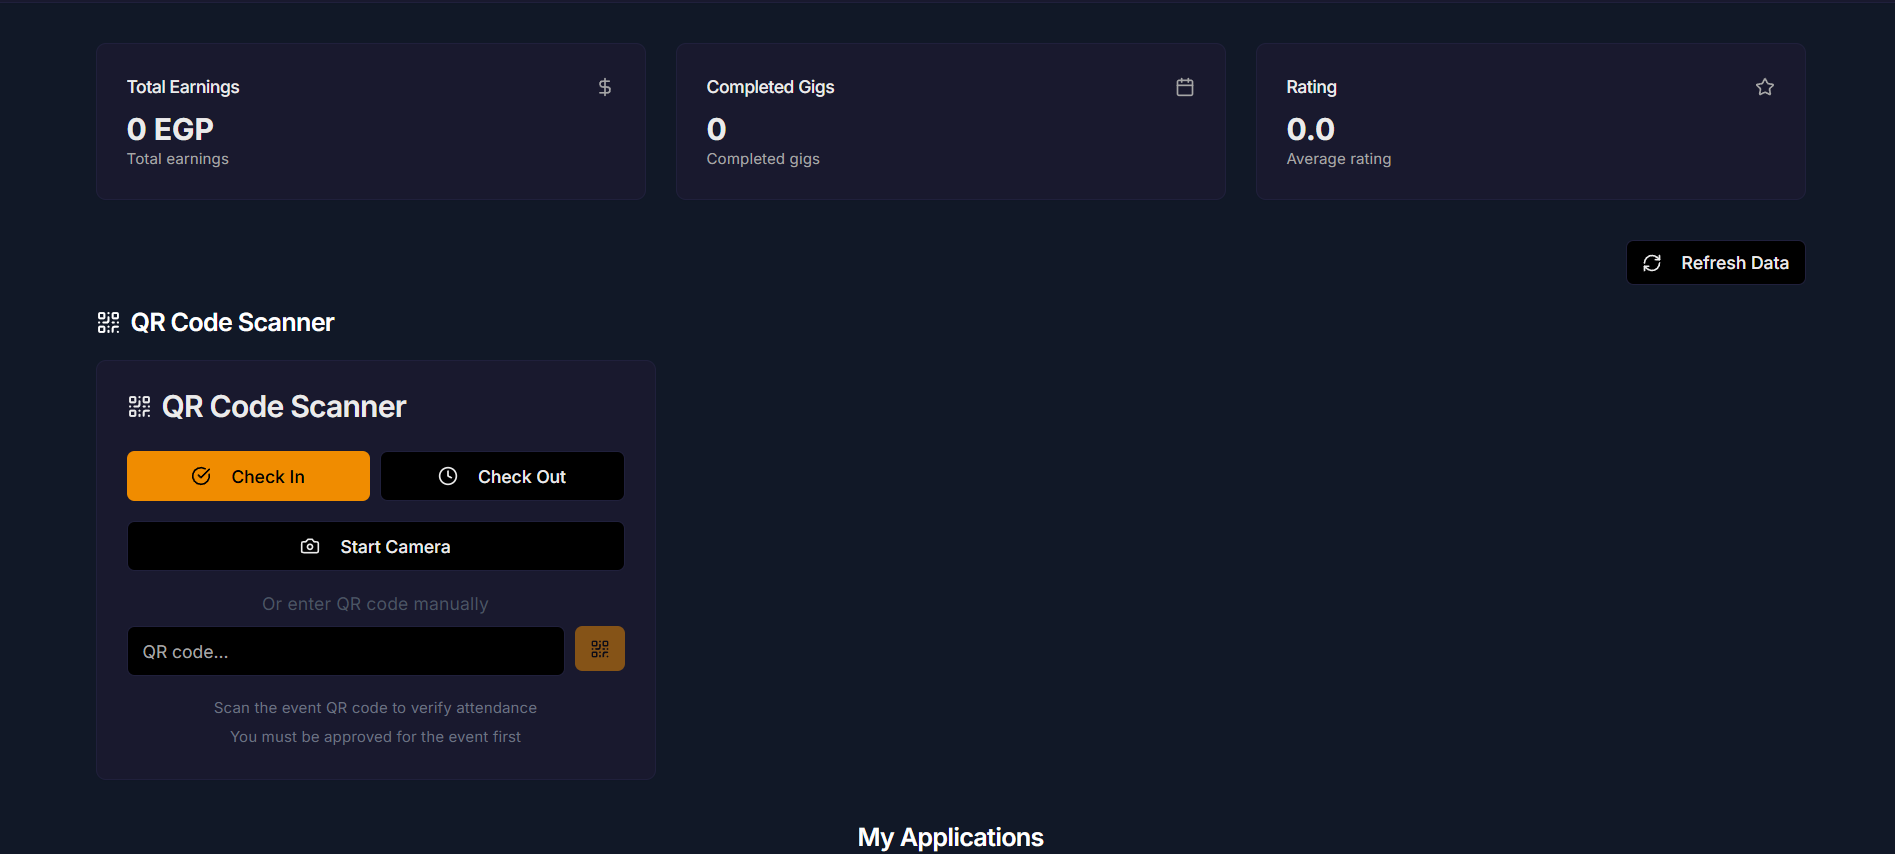 Total Earnings
0 EGP
Total earnings
Completed Gigs
0
Completed gigs
Rating
0.0
Average rating
Refresh Data
QR Code Scanner
QR Code Scanner
Check In
Check Out
Start Camera
Or enter QR code manually
QR code...
Scan the event QR code to verify attendance
You must be approved for the event first
My Applications